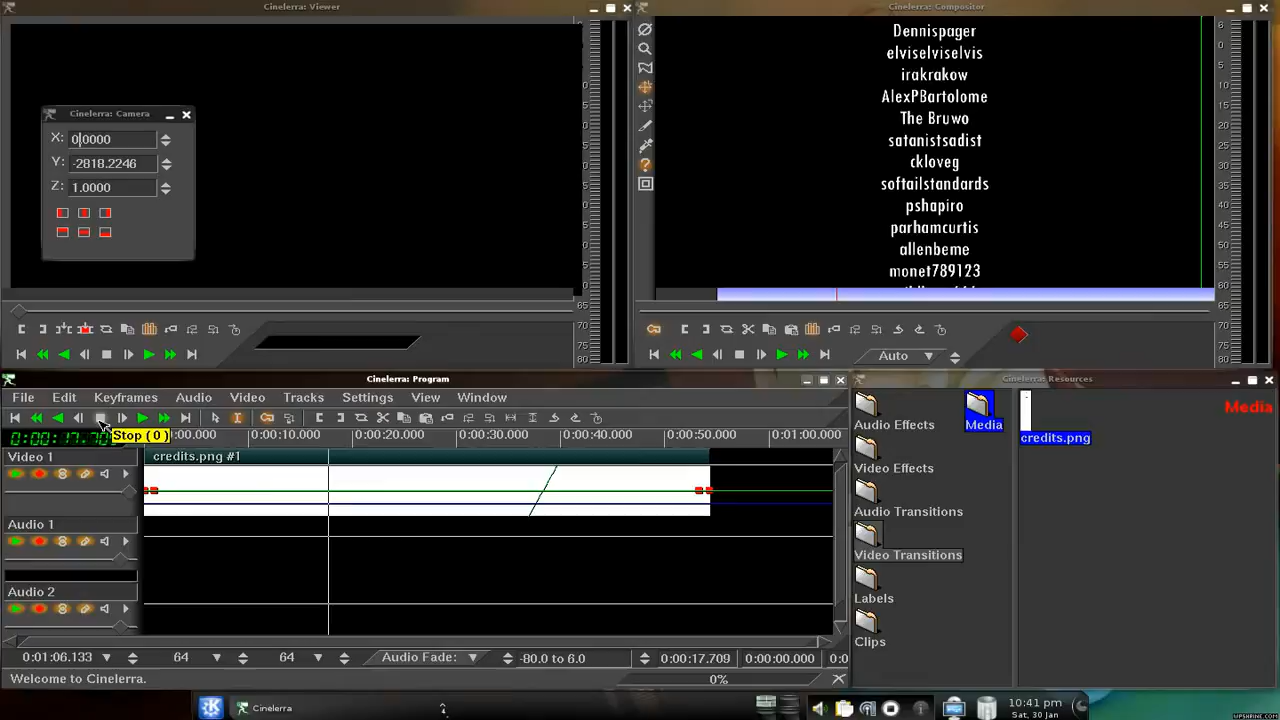 Cinelerra: Viewer
Cinelerra: Compositor
Cinelerra: Camera
X: 0.0000
Y: -2818.2246
Z: 1.0000
Dennispager
elviselviselvis
irakrakow
AlexPBartolome
The Bruwo
satanistsadist
ckloveg
softailstandards
pshapiro
parhamcurtis
allenbeme
monet789123
Auto
Cinelerra: Program
File Edit Keyframes Audio Video Tracks Settings View Window
Stop ( 0 )
0:00:10.000 0:00:20.000 0:00:30.000 0:00:40.000 0:00:50.000 0:01:00.000
Video 1
credits.png #1
Audio 1
Audio 2
0:01:06.133 64 64 Audio Fade: -80.0 to 6.0 0:00:17.709 0:00:00.000
Welcome to Cinelerra.
0%
Cinelerra: Resources
Audio Effects
Video Effects
Audio Transitions
Video Transitions
Labels
Clips
Media
credits.png
Media
Cinelerra
10:41 pm
Sat, 30 Jan